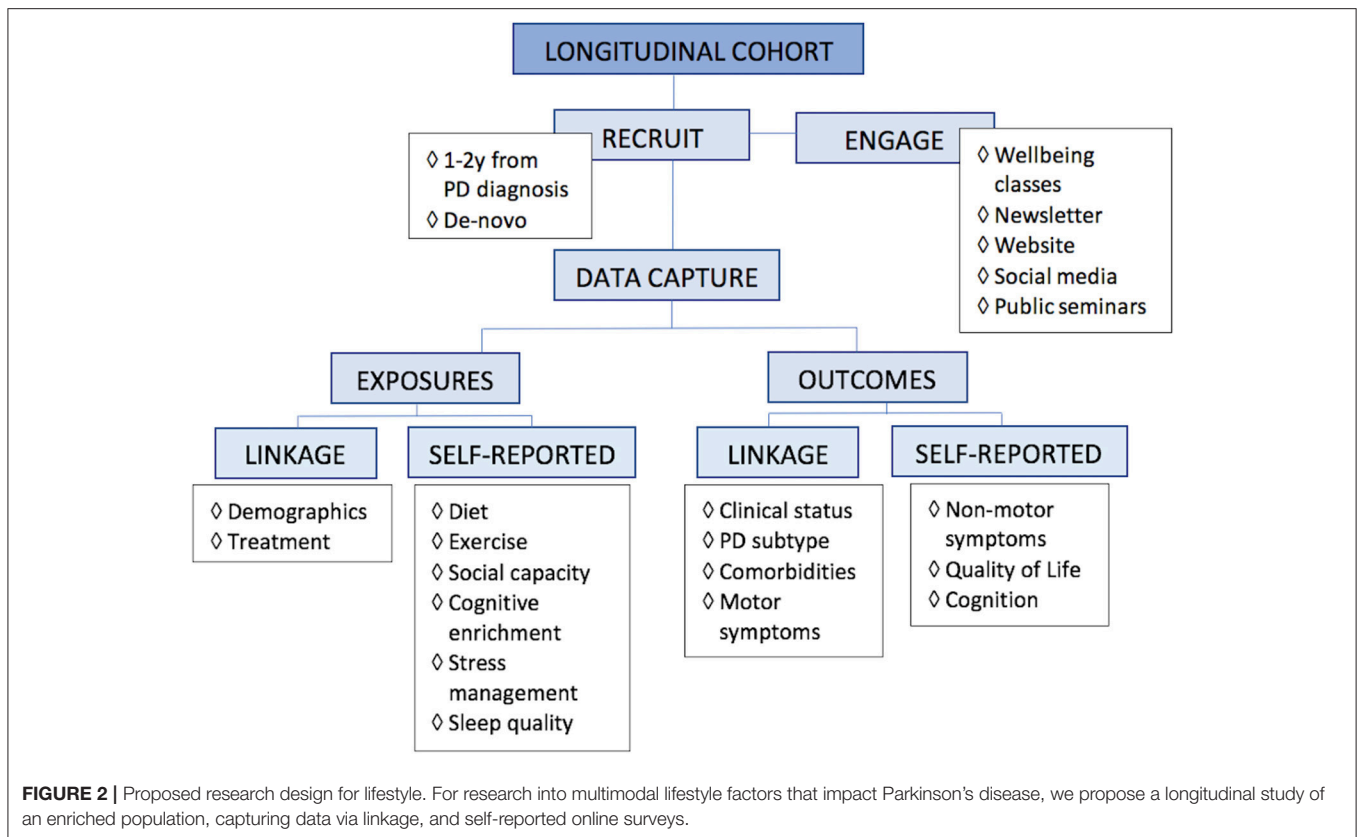 LONGITUDINAL COHORT
RECRUIT
◊ 1-2y from
PD diagnosis
◊ De-novo
ENGAGE
◊ Wellbeing
classes
◊ Newsletter
◊ Website
◊ Social media
◊ Public seminars
DATA CAPTURE
EXPOSURES
LINKAGE
◊ Demographics
◊ Treatment
SELF-REPORTED
◊ Diet
◊ Exercise
◊ Social capacity
◊ Cognitive
enrichment
◊ Stress
management
◊ Sleep quality
OUTCOMES
LINKAGE
◊ Clinical status
◊ PD subtype
◊ Comorbidities
◊ Motor
symptoms
SELF-REPORTED
◊ Non-motor
symptoms
◊ Quality of Life
◊ Cognition
FIGURE 2 | Proposed research design for lifestyle. For research into multimodal lifestyle factors that impact Parkinson’s disease, we propose a longitudinal study of
an enriched population, capturing data via linkage, and self-reported online surveys.